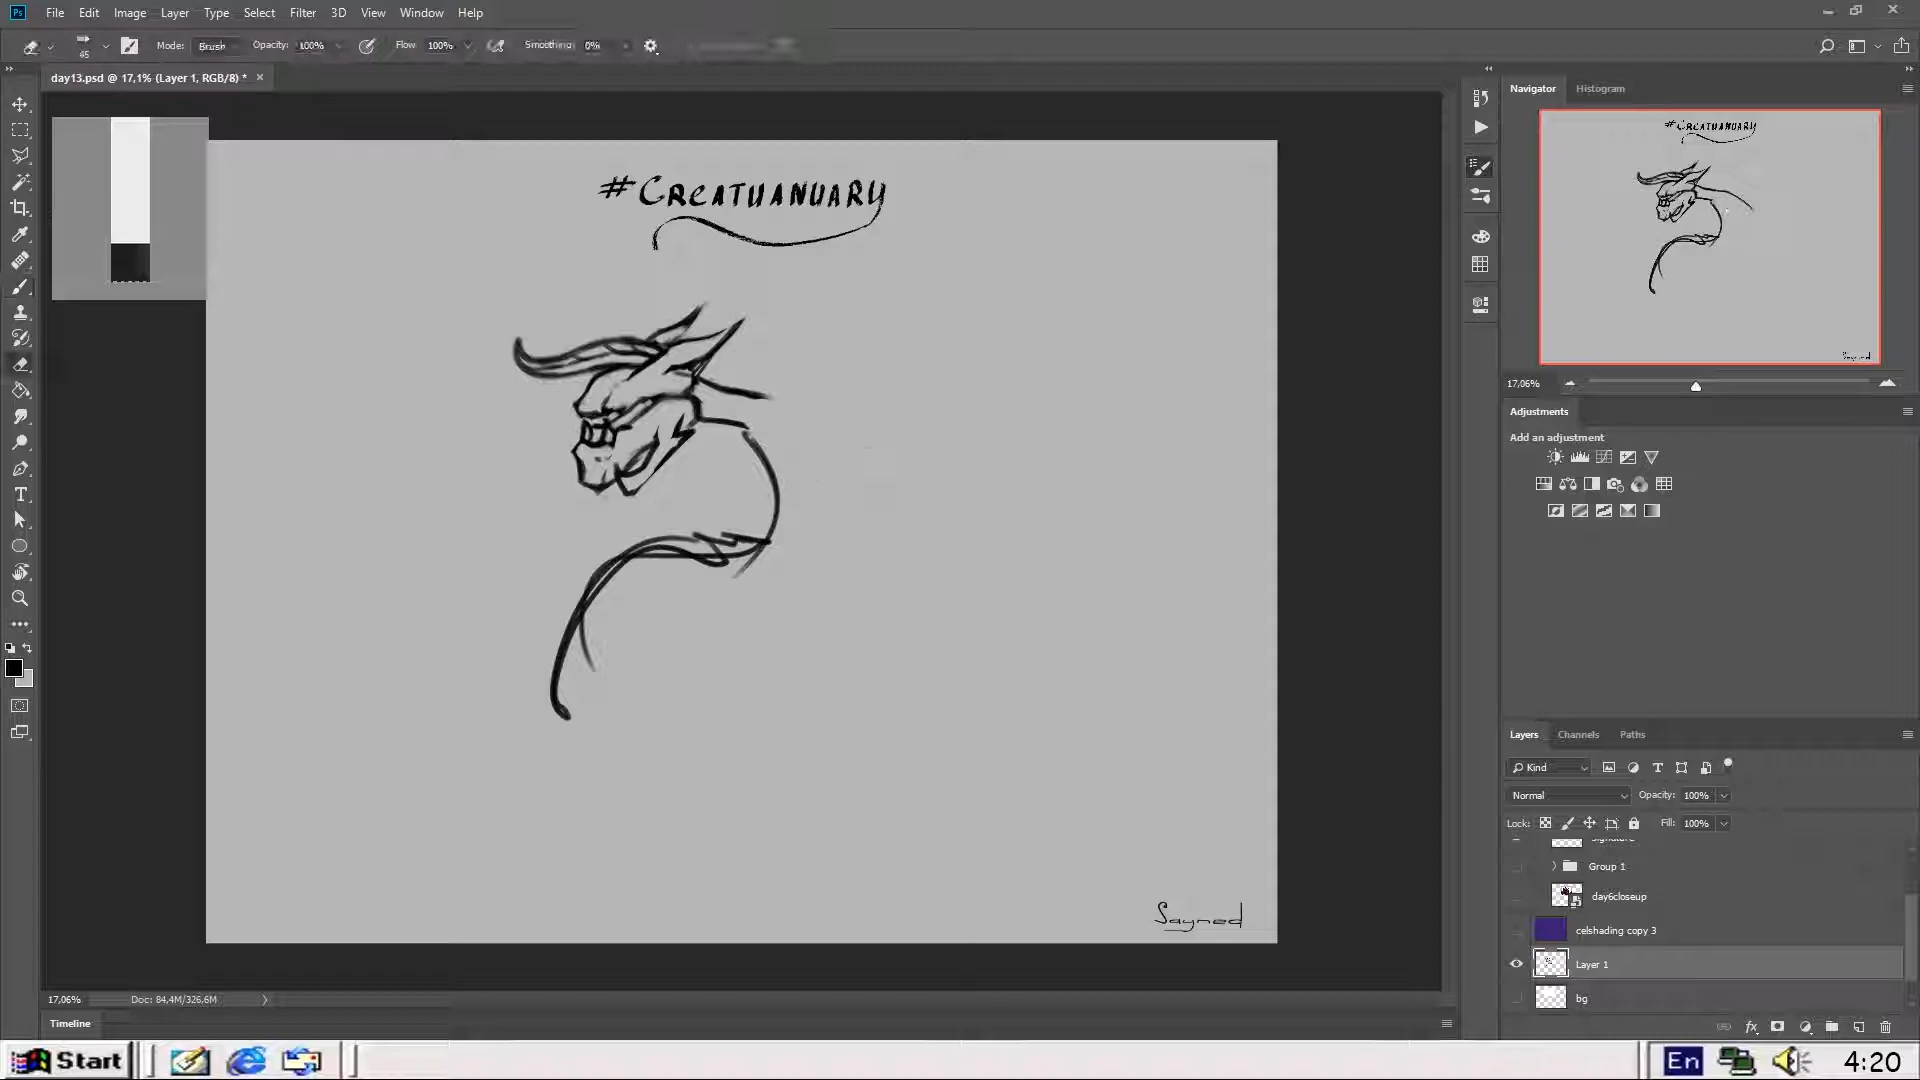 Ps File Edit Image Layer Type Select Filter 3D View Window Help
45 Mode: Brush Opacity: 100% Flow: 100% Smoothing: 0%
day13.psd @ 17,1% (Layer 1, RGB/8) *
Navigator Histogram
#CREATUANUARY
17,06%
Adjustments
Add an adjustment
Layers Channels Paths
Kind
Normal Opacity: 100%
Lock: Fill: 100%
signature
Group 1
day6closeup
celshading copy 3
Layer 1
bg
Sayned
17,06% Doc: 84,4M/326,6M
Timeline
Start En 4:20